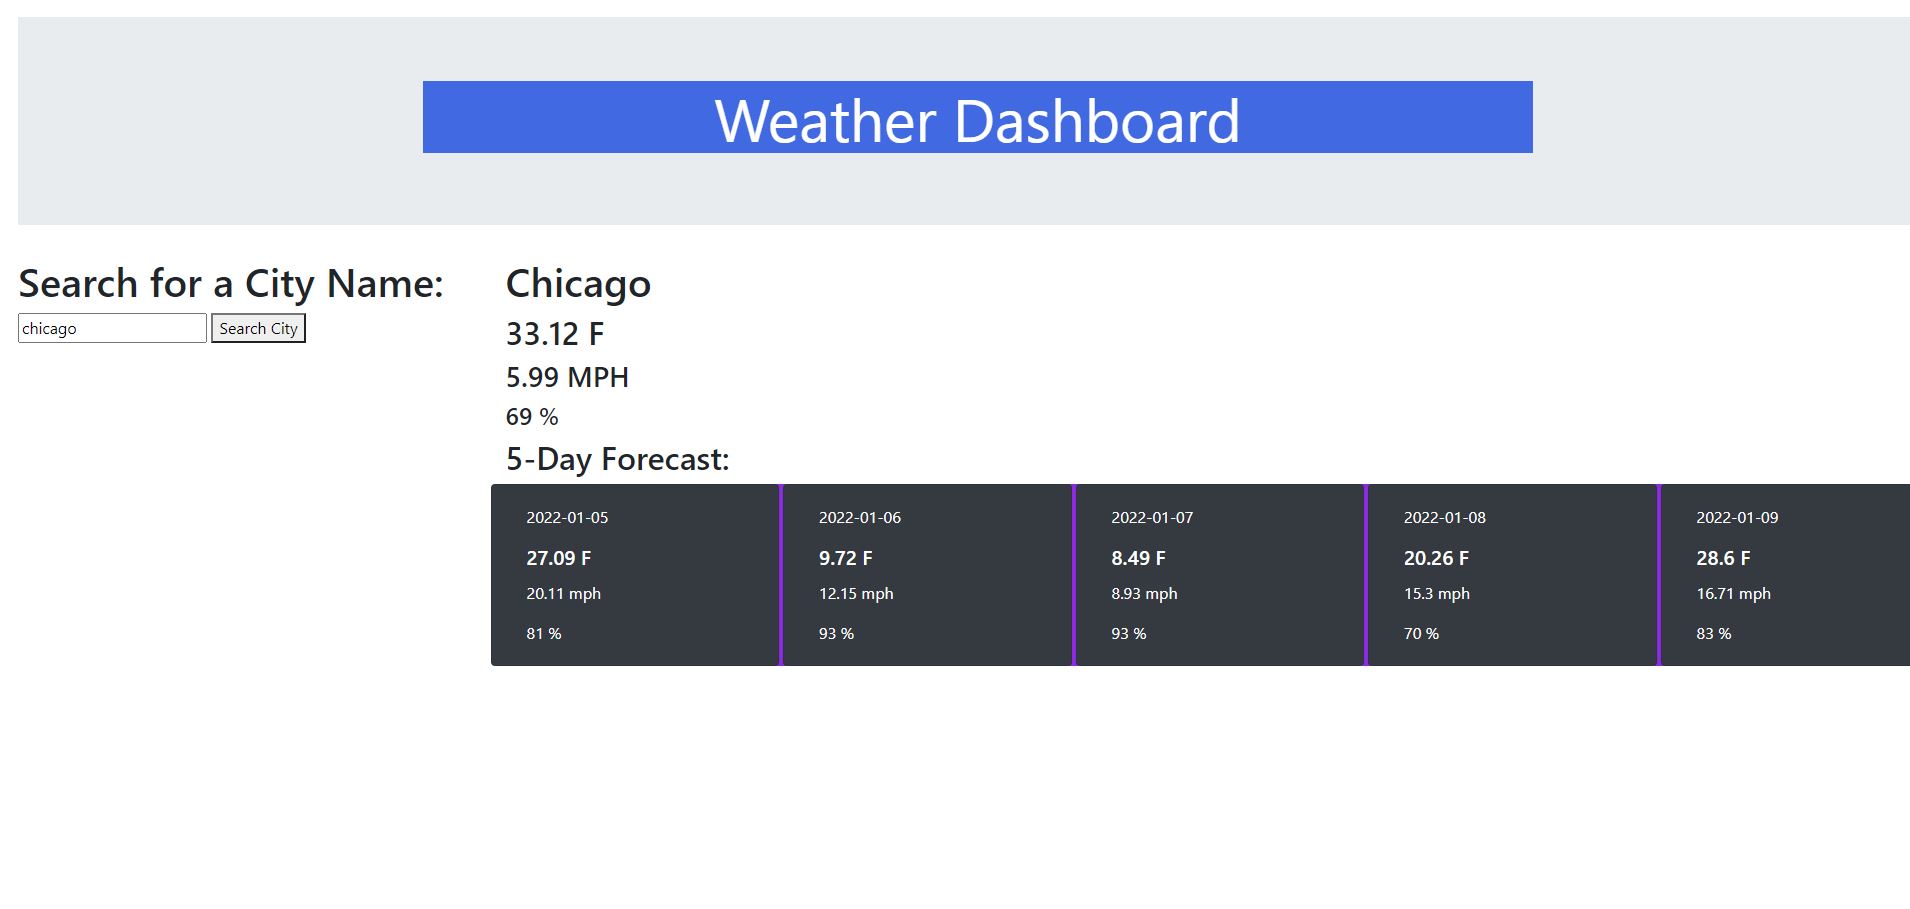 Weather Dashboard
Search for a City Name:
chicago
Search City
Chicago
33.12 F
5.99 MPH
69 %
5-Day Forecast:
2022-01-05
27.09 F
20.11 mph
81 %
2022-01-06
9.72 F
12.15 mph
93 %
2022-01-07
8.49 F
8.93 mph
93 %
2022-01-08
20.26 F
15.3 mph
70 %
2022-01-09
28.6 F
16.71 mph
83 %